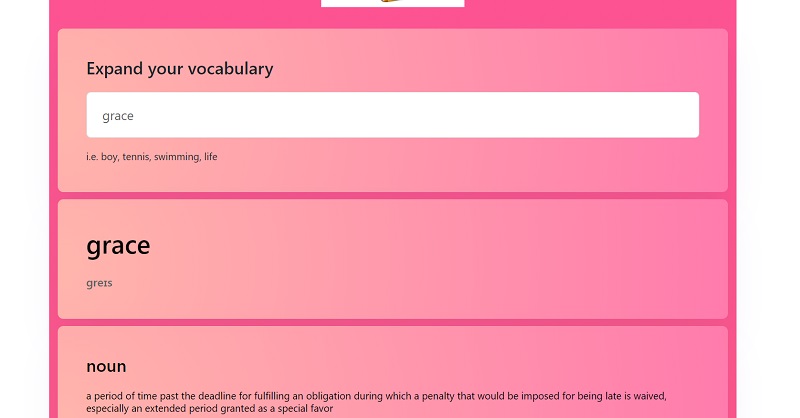 Expand your vocabulary
grace
i.e. boy, tennis, swimming, life
grace
greɪs
noun
a period of time past the deadline for fulfilling an obligation during which a penalty that would be imposed for being late is waived,
especially an extended period granted as a special favor